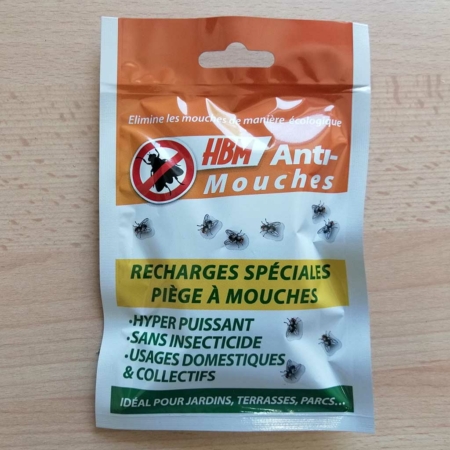 Elimine les mouches de manière écologique
HBM Anti-
Mouches
RECHARGES SPÉCIALES
PIÈGE À MOUCHES
·HYPER PUISSANT
·SANS INSECTICIDE
·USAGES DOMESTIQUES
& COLLECTIFS
IDÉAL POUR JARDINS, TERRASSES, PARCS...